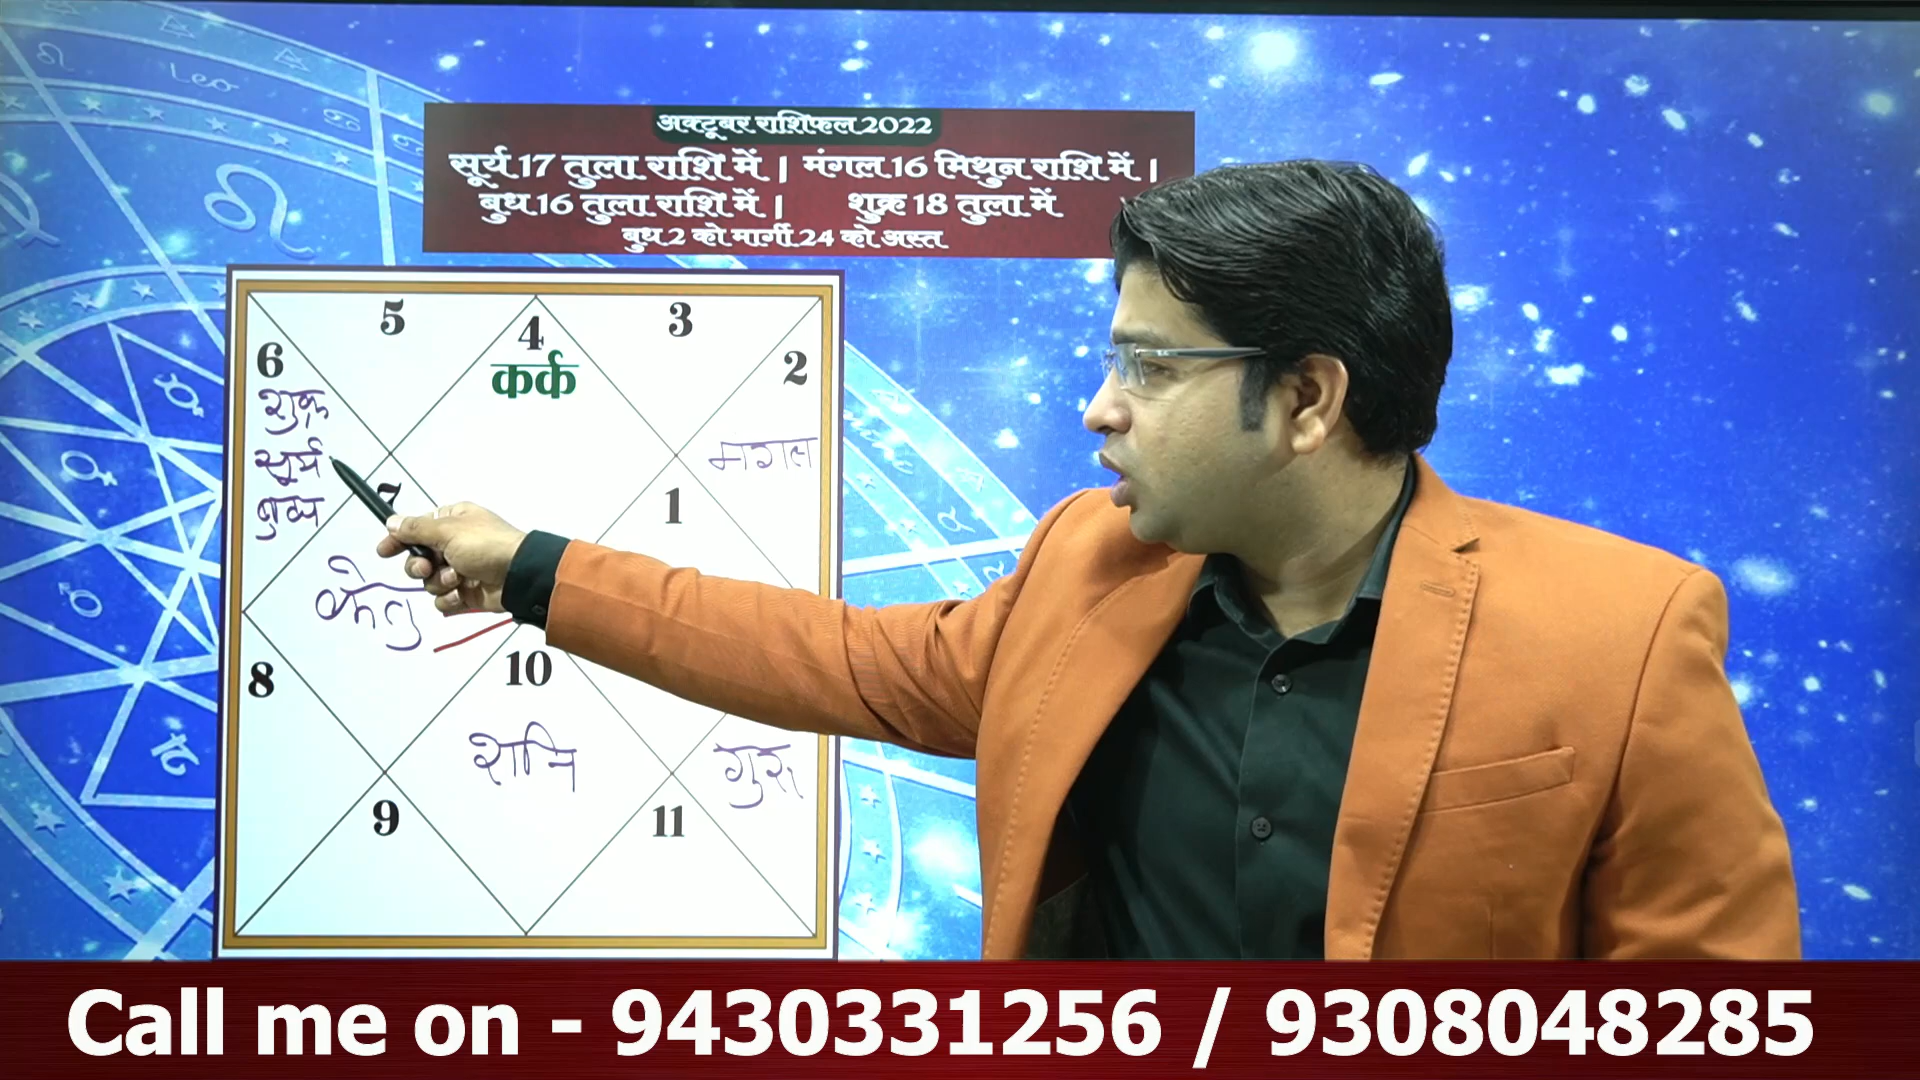 Leo
अक्टूबर राशिफल 2022
सूर्य 17 तुला राशि में | मंगल 16 मिथुन राशि में |
बुध 16 तुला राशि में | शुक्र 18 तुला में
बुध 2 को मार्गी 24 को अस्त
5
4
3
कर्क
6
2
शुक्र
सूर्य
मंगल
बुध
7
1
केतु
8
10
शनि
गुरु
9
11
Call me on - 9430331256 / 9308048285